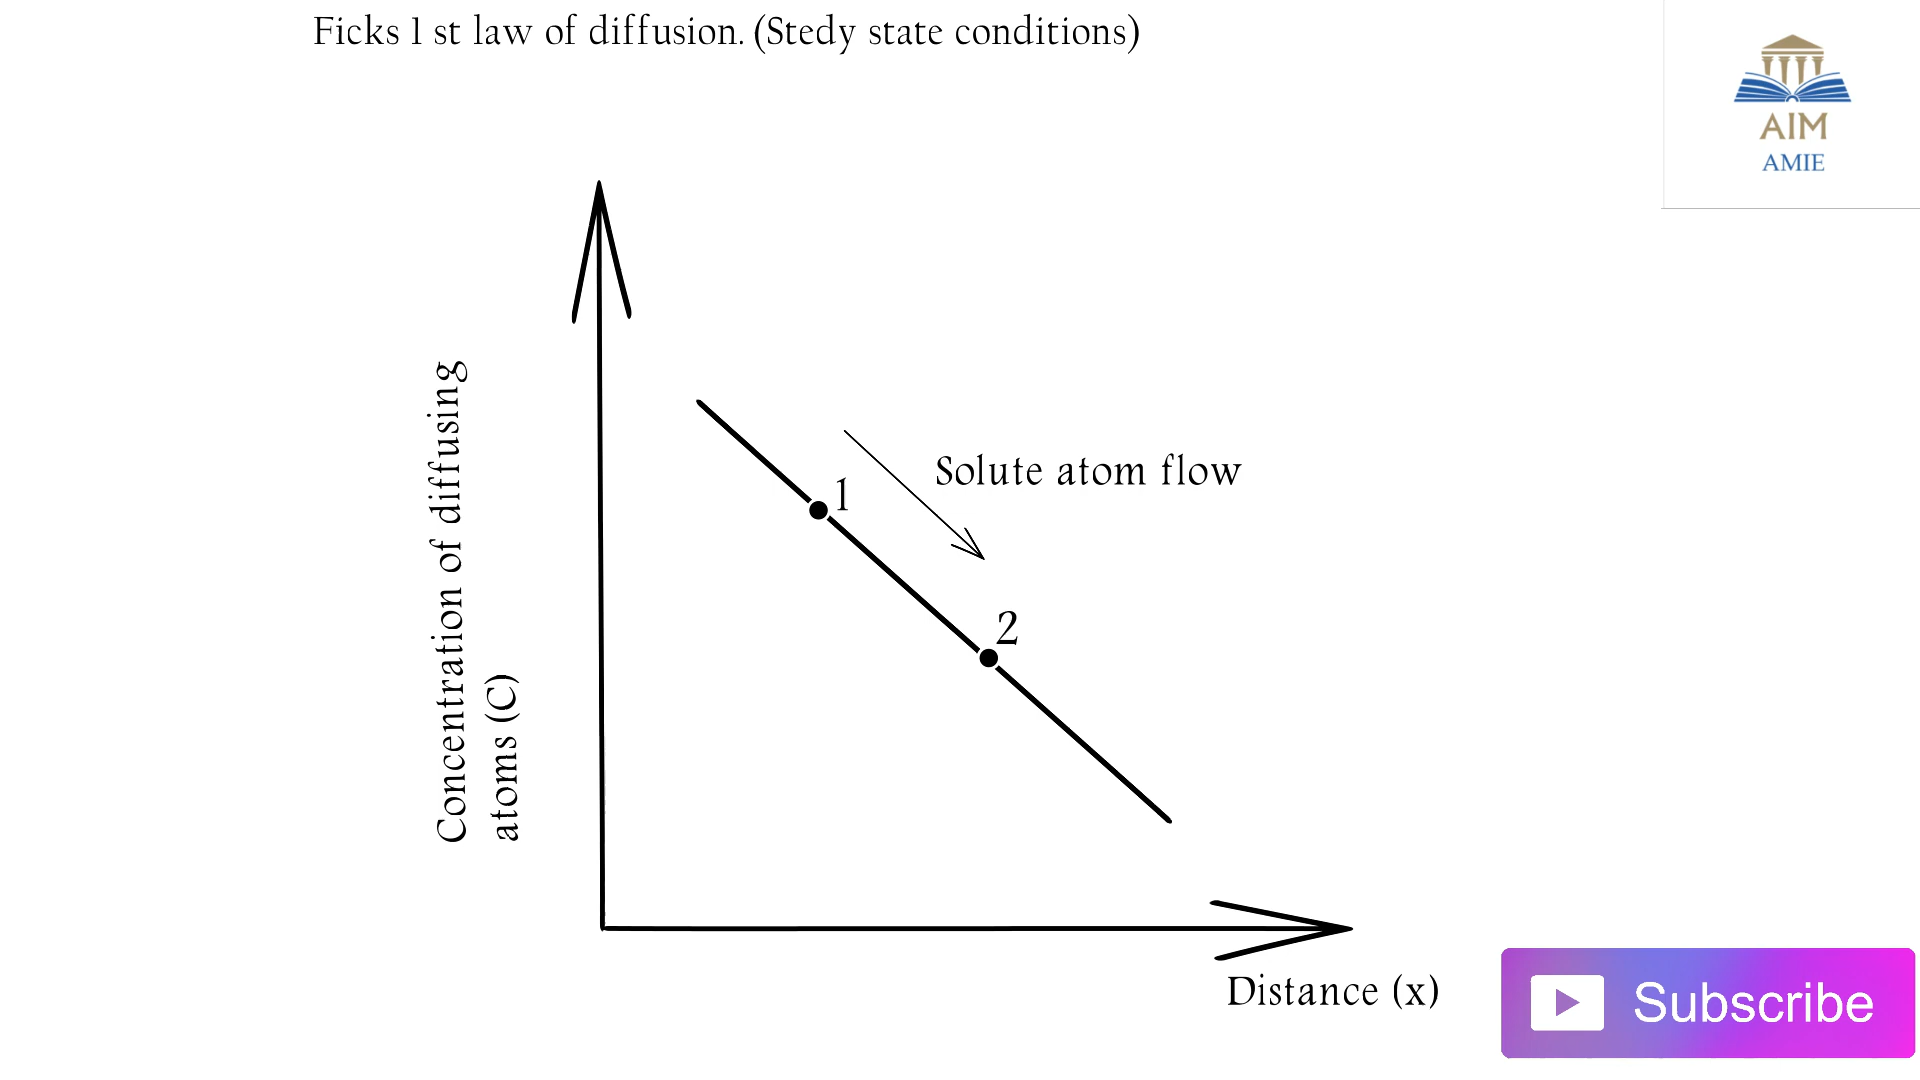 Ficks 1 st law of diffusion. (Stedy state conditions)
AIM
AMIE
Concentration of diffusing
atoms (C)
1
Solute atom flow
2
Distance (x)
Subscribe